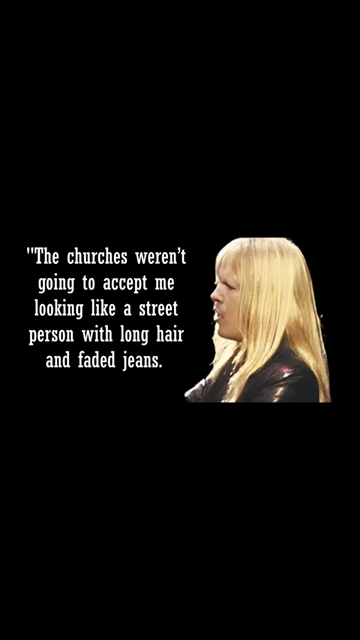 "The churches weren't
going to accept me
looking like a street
person with long hair
and faded jeans.